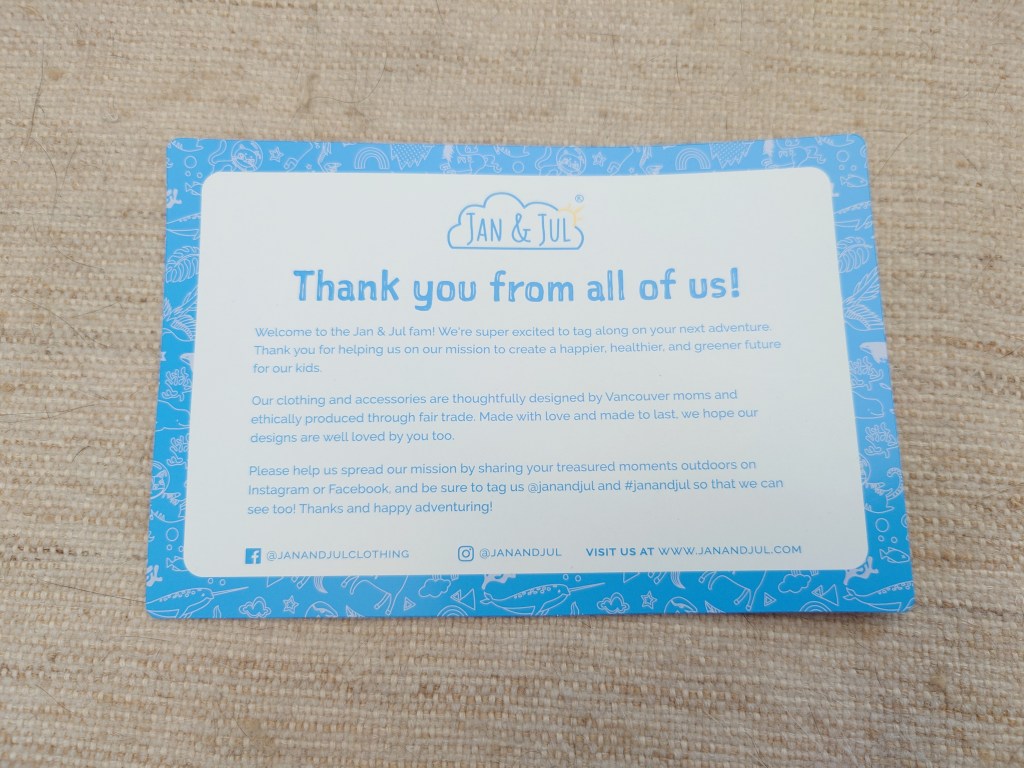 JAN & JUL ®
Thank you from all of us!
Welcome to the Jan & Jul fam! We're super excited to tag along on your next adventure.
Thank you for helping us on our mission to create a happier, healthier, and greener future
for our kids.
Our clothing and accessories are thoughtfully designed by Vancouver moms and
ethically produced through fair trade. Made with love and made to last, we hope our
designs are well loved by you too.
Please help us spread our mission by sharing your treasured moments outdoors on
Instagram or Facebook, and be sure to tag us @janandjul and #janandjul so that we can
see too! Thanks and happy adventuring!
@JANANDJULCLOTHING @JANANDJUL VISIT US AT WWW.JANANDJUL.COM